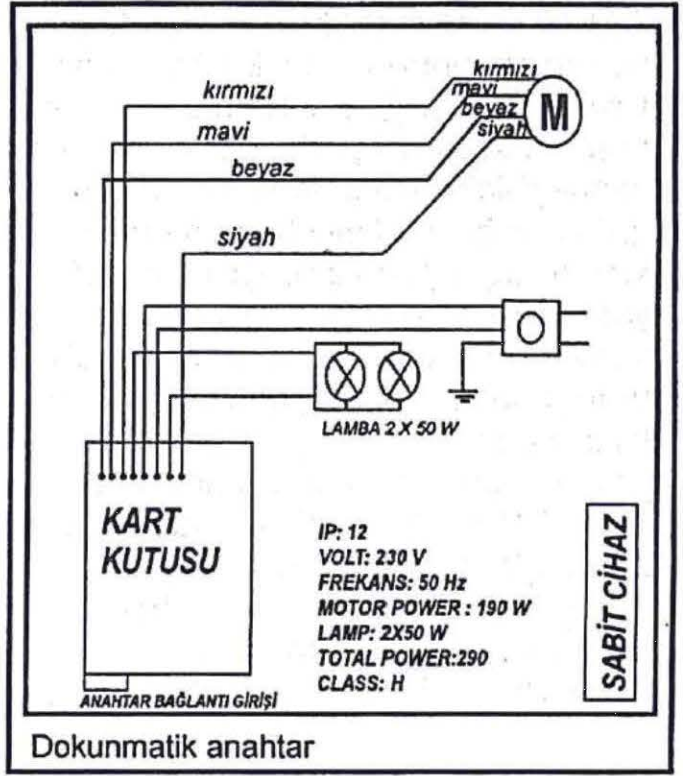 kırmızı
kırmızı
mavi
mavi
beyaz
beyaz
siyah
siyah
M
LAMBA 2 X 50 W
KART
KUTUSU
IP: 12
VOLT: 230 V
FREKANS: 50 Hz
MOTOR POWER : 190 W
LAMP: 2X50 W
TOTAL POWER:290
CLASS: H
SABİT CİHAZ
ANAHTAR BAĞLANTI GİRİŞİ
Dokunmatik anahtar